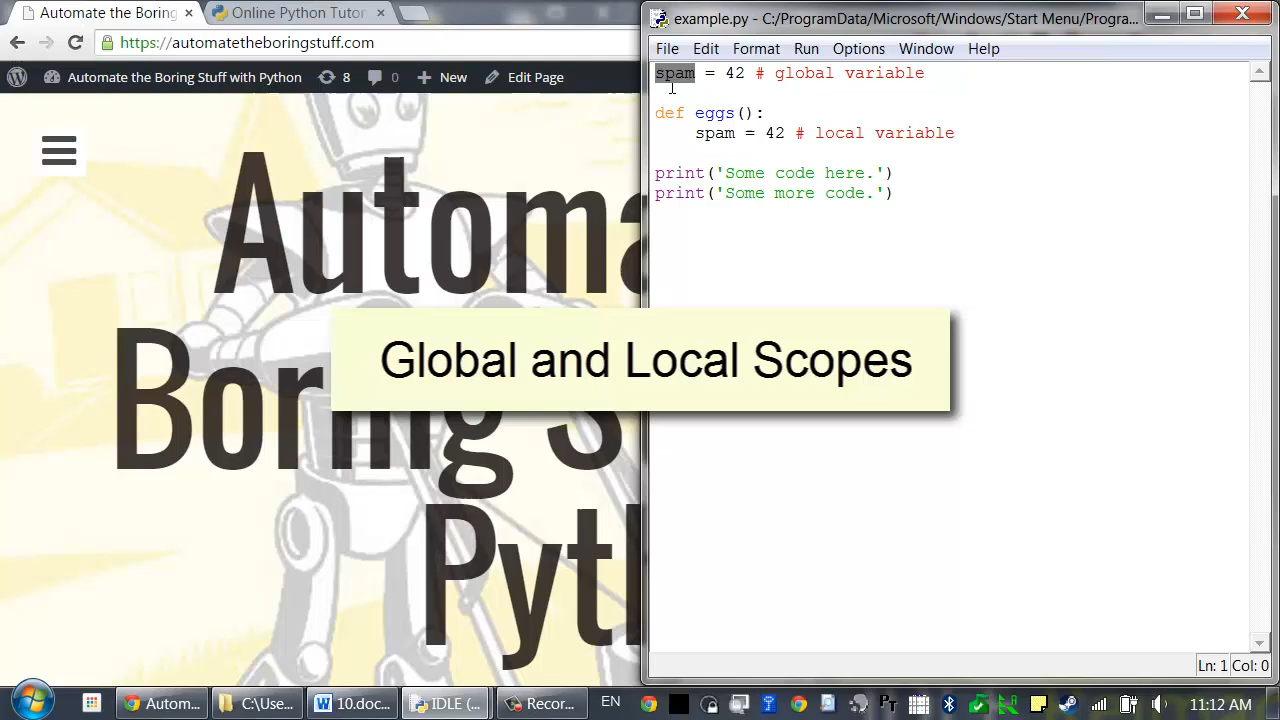 Automate the Boring
Online Python Tutor
https://automatetheboringstuff.com
Automate the Boring Stuff with Python
8
0
New
Edit Page
Automa
Boring S
Pyth
example.py - C:/ProgramData/Microsoft/Windows/Start Menu/Progra...
File Edit Format Run Options Window Help
spam = 42 # global variable
def eggs():
spam = 42 # local variable
print('Some code here.')
print('Some more code.')
Global and Local Scopes
Ln: 1 Col: 0
Autom...
C:\Use...
10.doc...
IDLE (...
Recor...
EN
11:12 AM